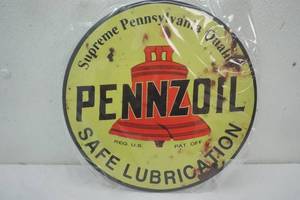 Supreme Pennsylvania Quality
PENNZOIL
REG. U.S. PAT. OFF.
SAFE LUBRICATION